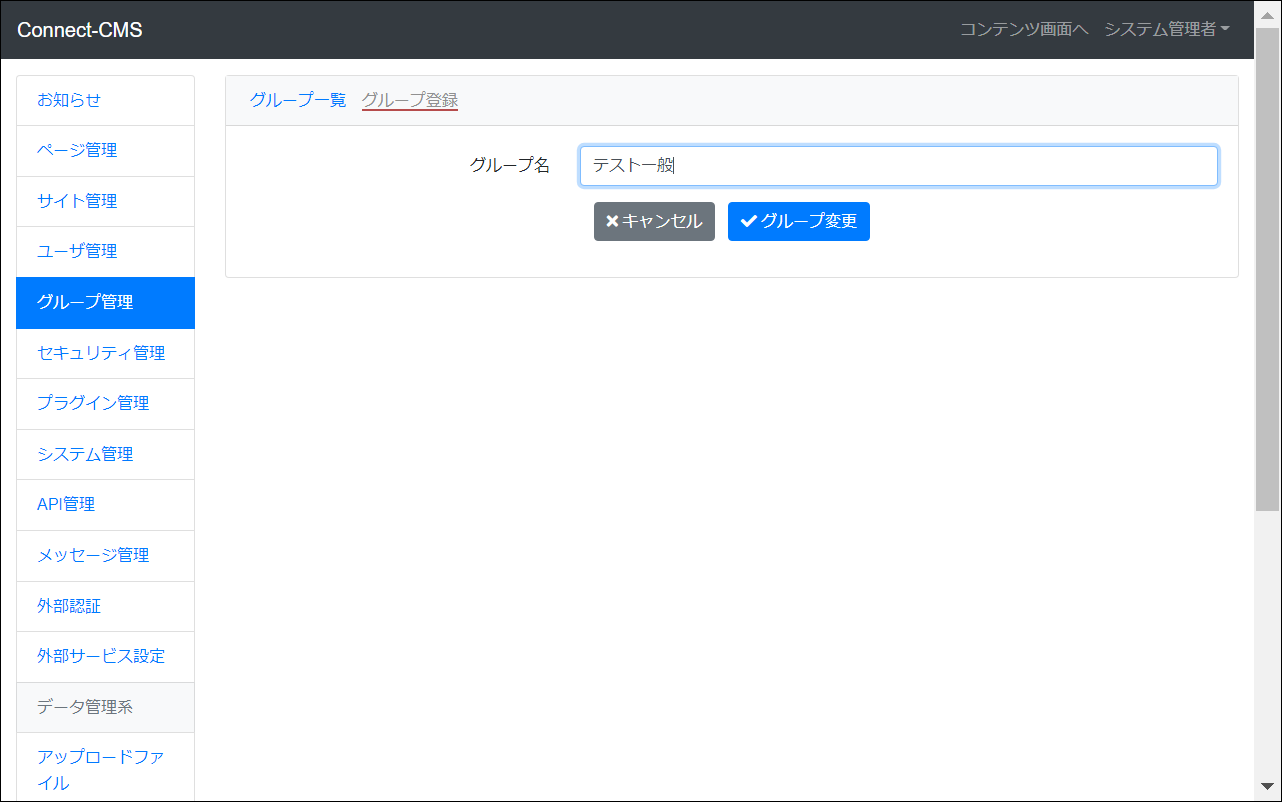 Connect-CMS
コンテンツ画面へ システム管理者
お知らせ
ページ管理
サイト管理
ユーザ管理
グループ管理
セキュリティ管理
プラグイン管理
システム管理
API管理
メッセージ管理
外部認証
外部サービス設定
データ管理系
アップロードファ
イル
グループ一覧 グループ登録
グループ名 テスト一般
キャンセル グループ変更